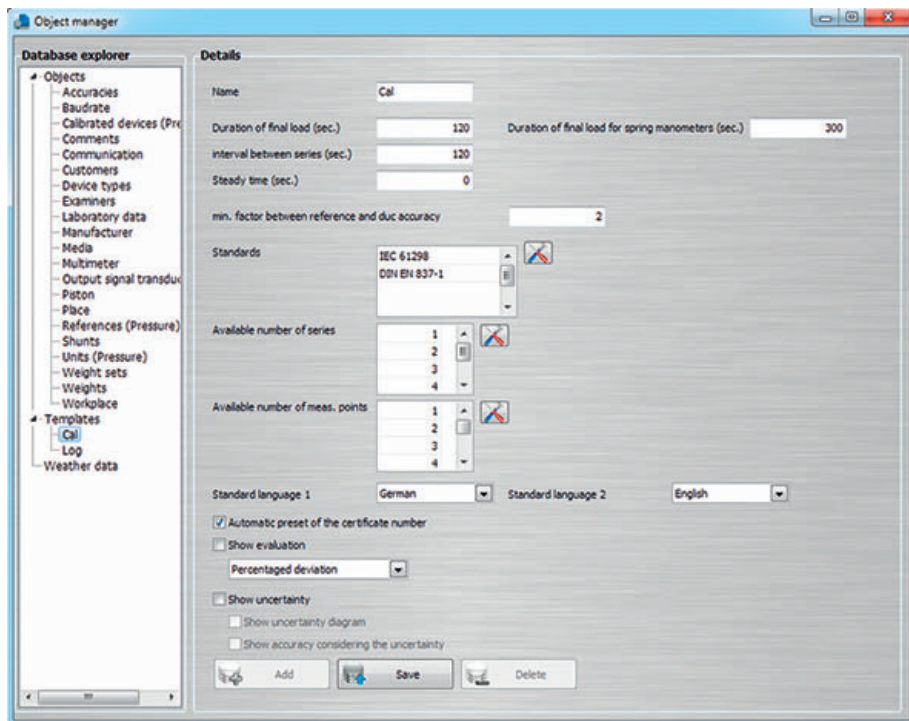 Object manager
Database explorer
Objects
Accuracies
Baudrate
Calibrated devices (Pre
Comments
Communication
Customers
Device types
Examiners
Laboratory data
Manufacturer
Media
Multimeter
Output signal transduc
Piston
Place
References (Pressure)
Shunts
Units (Pressure)
Weight sets
Weights
Workplace
Templates
Cal
Log
Weather data
Details
Name Cal
Duration of final load (sec.) 120 Duration of final load for spring manometers (sec.) 300
interval between series (sec.) 120
Steady time (sec.) 0
min. factor between reference and duc accuracy 2
Standards IEC 61298
DIN EN 837-1
Available number of series 1
2
3
4
Available number of meas. points 1
2
3
4
Standard language 1 German Standard language 2 English
Automatic preset of the certificate number
Show evaluation
Percentaged deviation
Show uncertainty
Show uncertainty diagram
Show accuracy considering the uncertainty
Add Save Delete